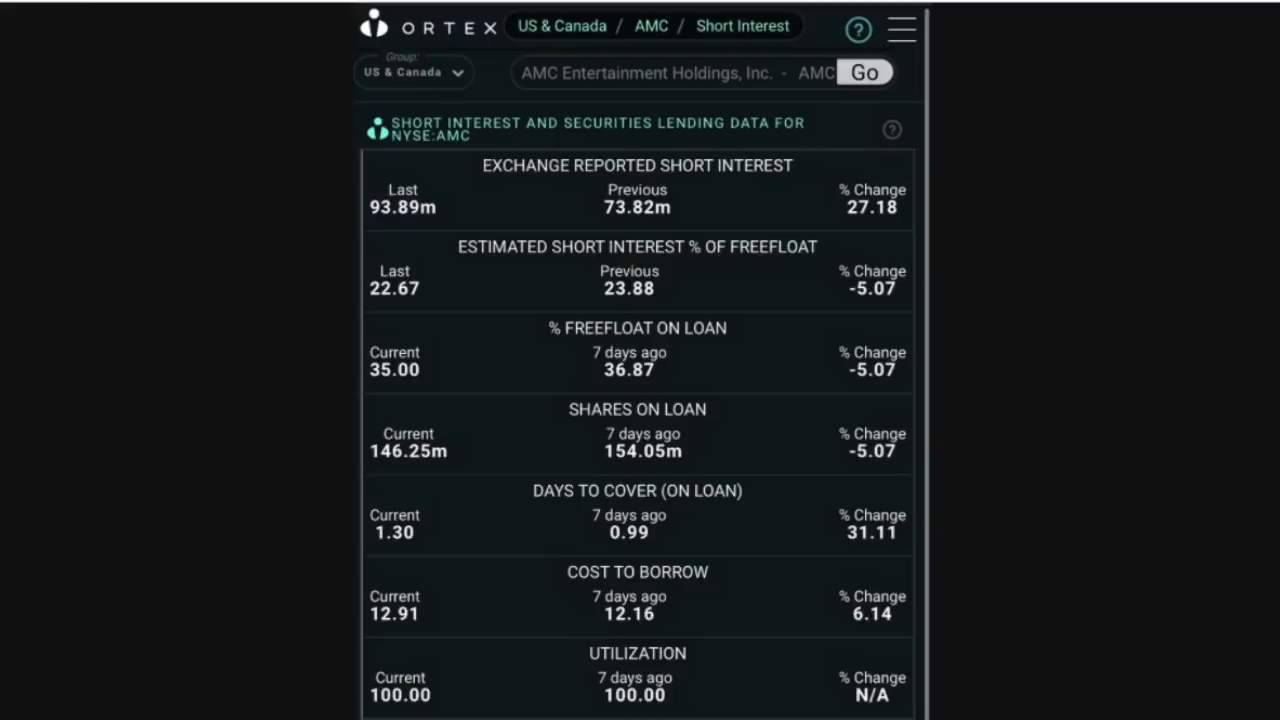 ORTEX US & Canada / AMC / Short Interest ?
Group:
US & Canada
AMC Entertainment Holdings, Inc. - AMC Go
SHORT INTEREST AND SECURITIES LENDING DATA FOR
NYSE:AMC
?
EXCHANGE REPORTED SHORT INTEREST
Last Previous % Change
93.89m 73.82m 27.18
ESTIMATED SHORT INTEREST % OF FREEFLOAT
Last Previous % Change
22.67 23.88 -5.07
% FREEFLOAT ON LOAN
Current 7 days ago % Change
35.00 36.87 -5.07
SHARES ON LOAN
Current 7 days ago % Change
146.25m 154.05m -5.07
DAYS TO COVER (ON LOAN)
Current 7 days ago % Change
1.30 0.99 31.11
COST TO BORROW
Current 7 days ago % Change
12.91 12.16 6.14
UTILIZATION
Current 7 days ago % Change
100.00 100.00 N/A